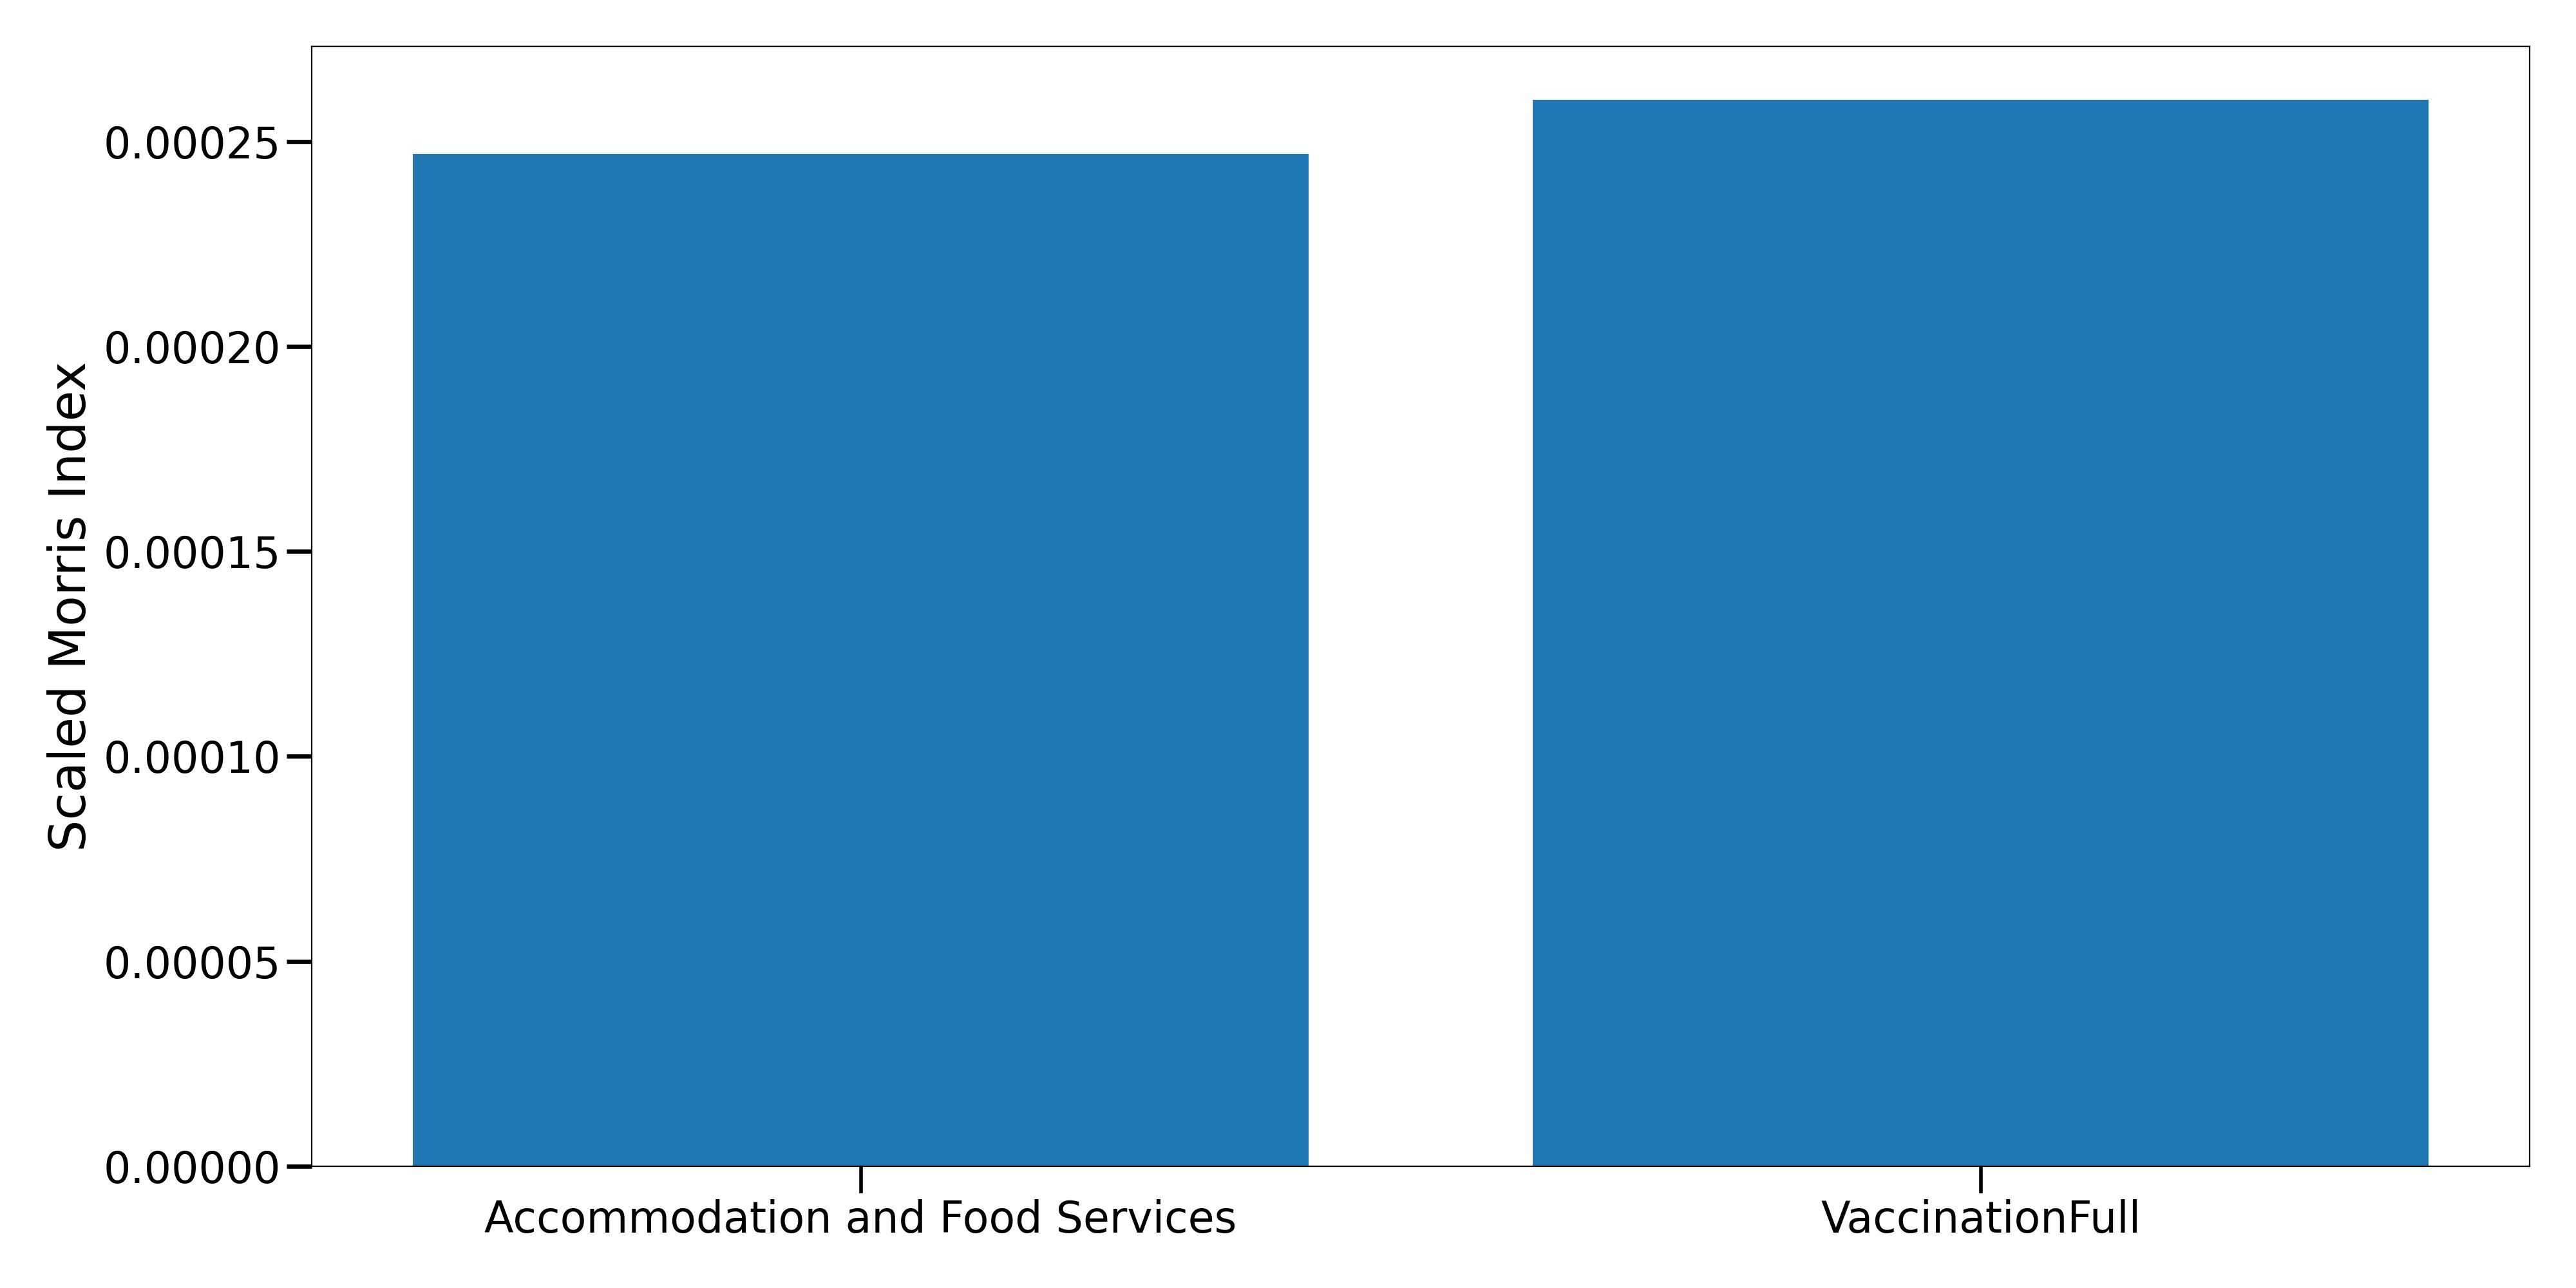 Scaled Morris Index
0.00025
0.00020
0.00015
0.00010
0.00005
0.00000
Accommodation and Food Services
VaccinationFull